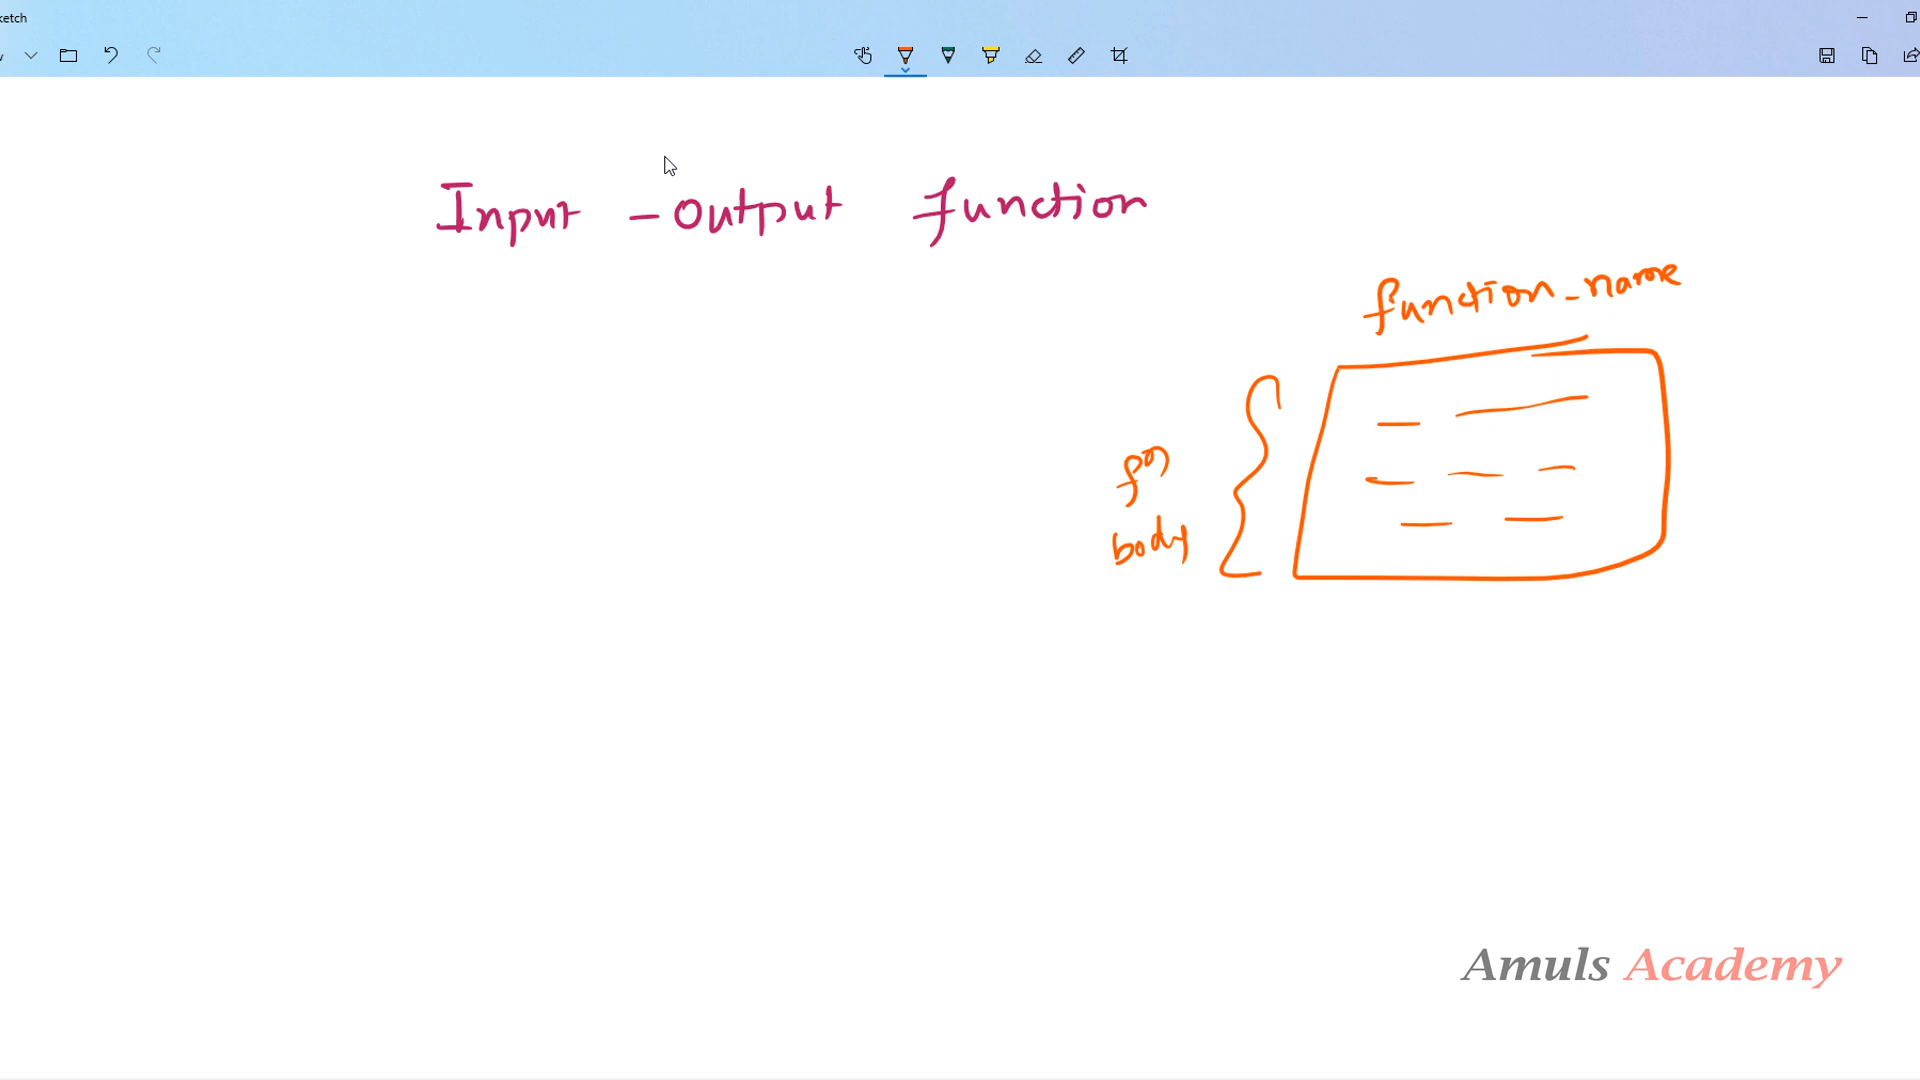 ketch
Input - Output function
function_name
fn
body
Amuls Academy